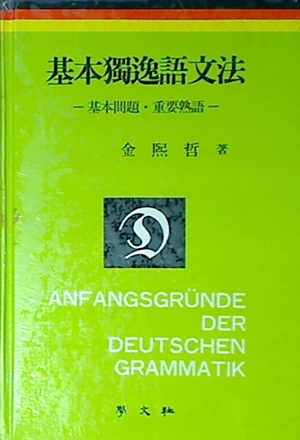 基本獨逸語文法
－基本問題・重要熟語－
金熙哲 著
D
ANFANGSGRÜNDE
DER
DEUTSCHEN
GRAMMATIK
學文社